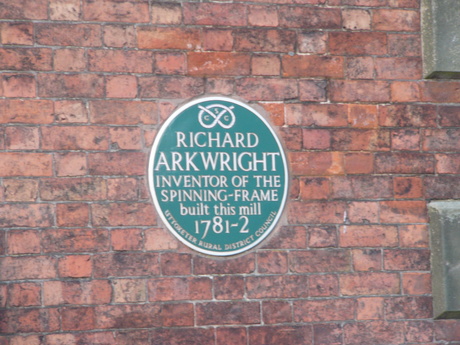 RICHARD
ARKWRIGHT
INVENTOR OF THE
SPINNING-FRAME
built this mill
1781-2
UTTOXETER RURAL DISTRICT COUNCIL